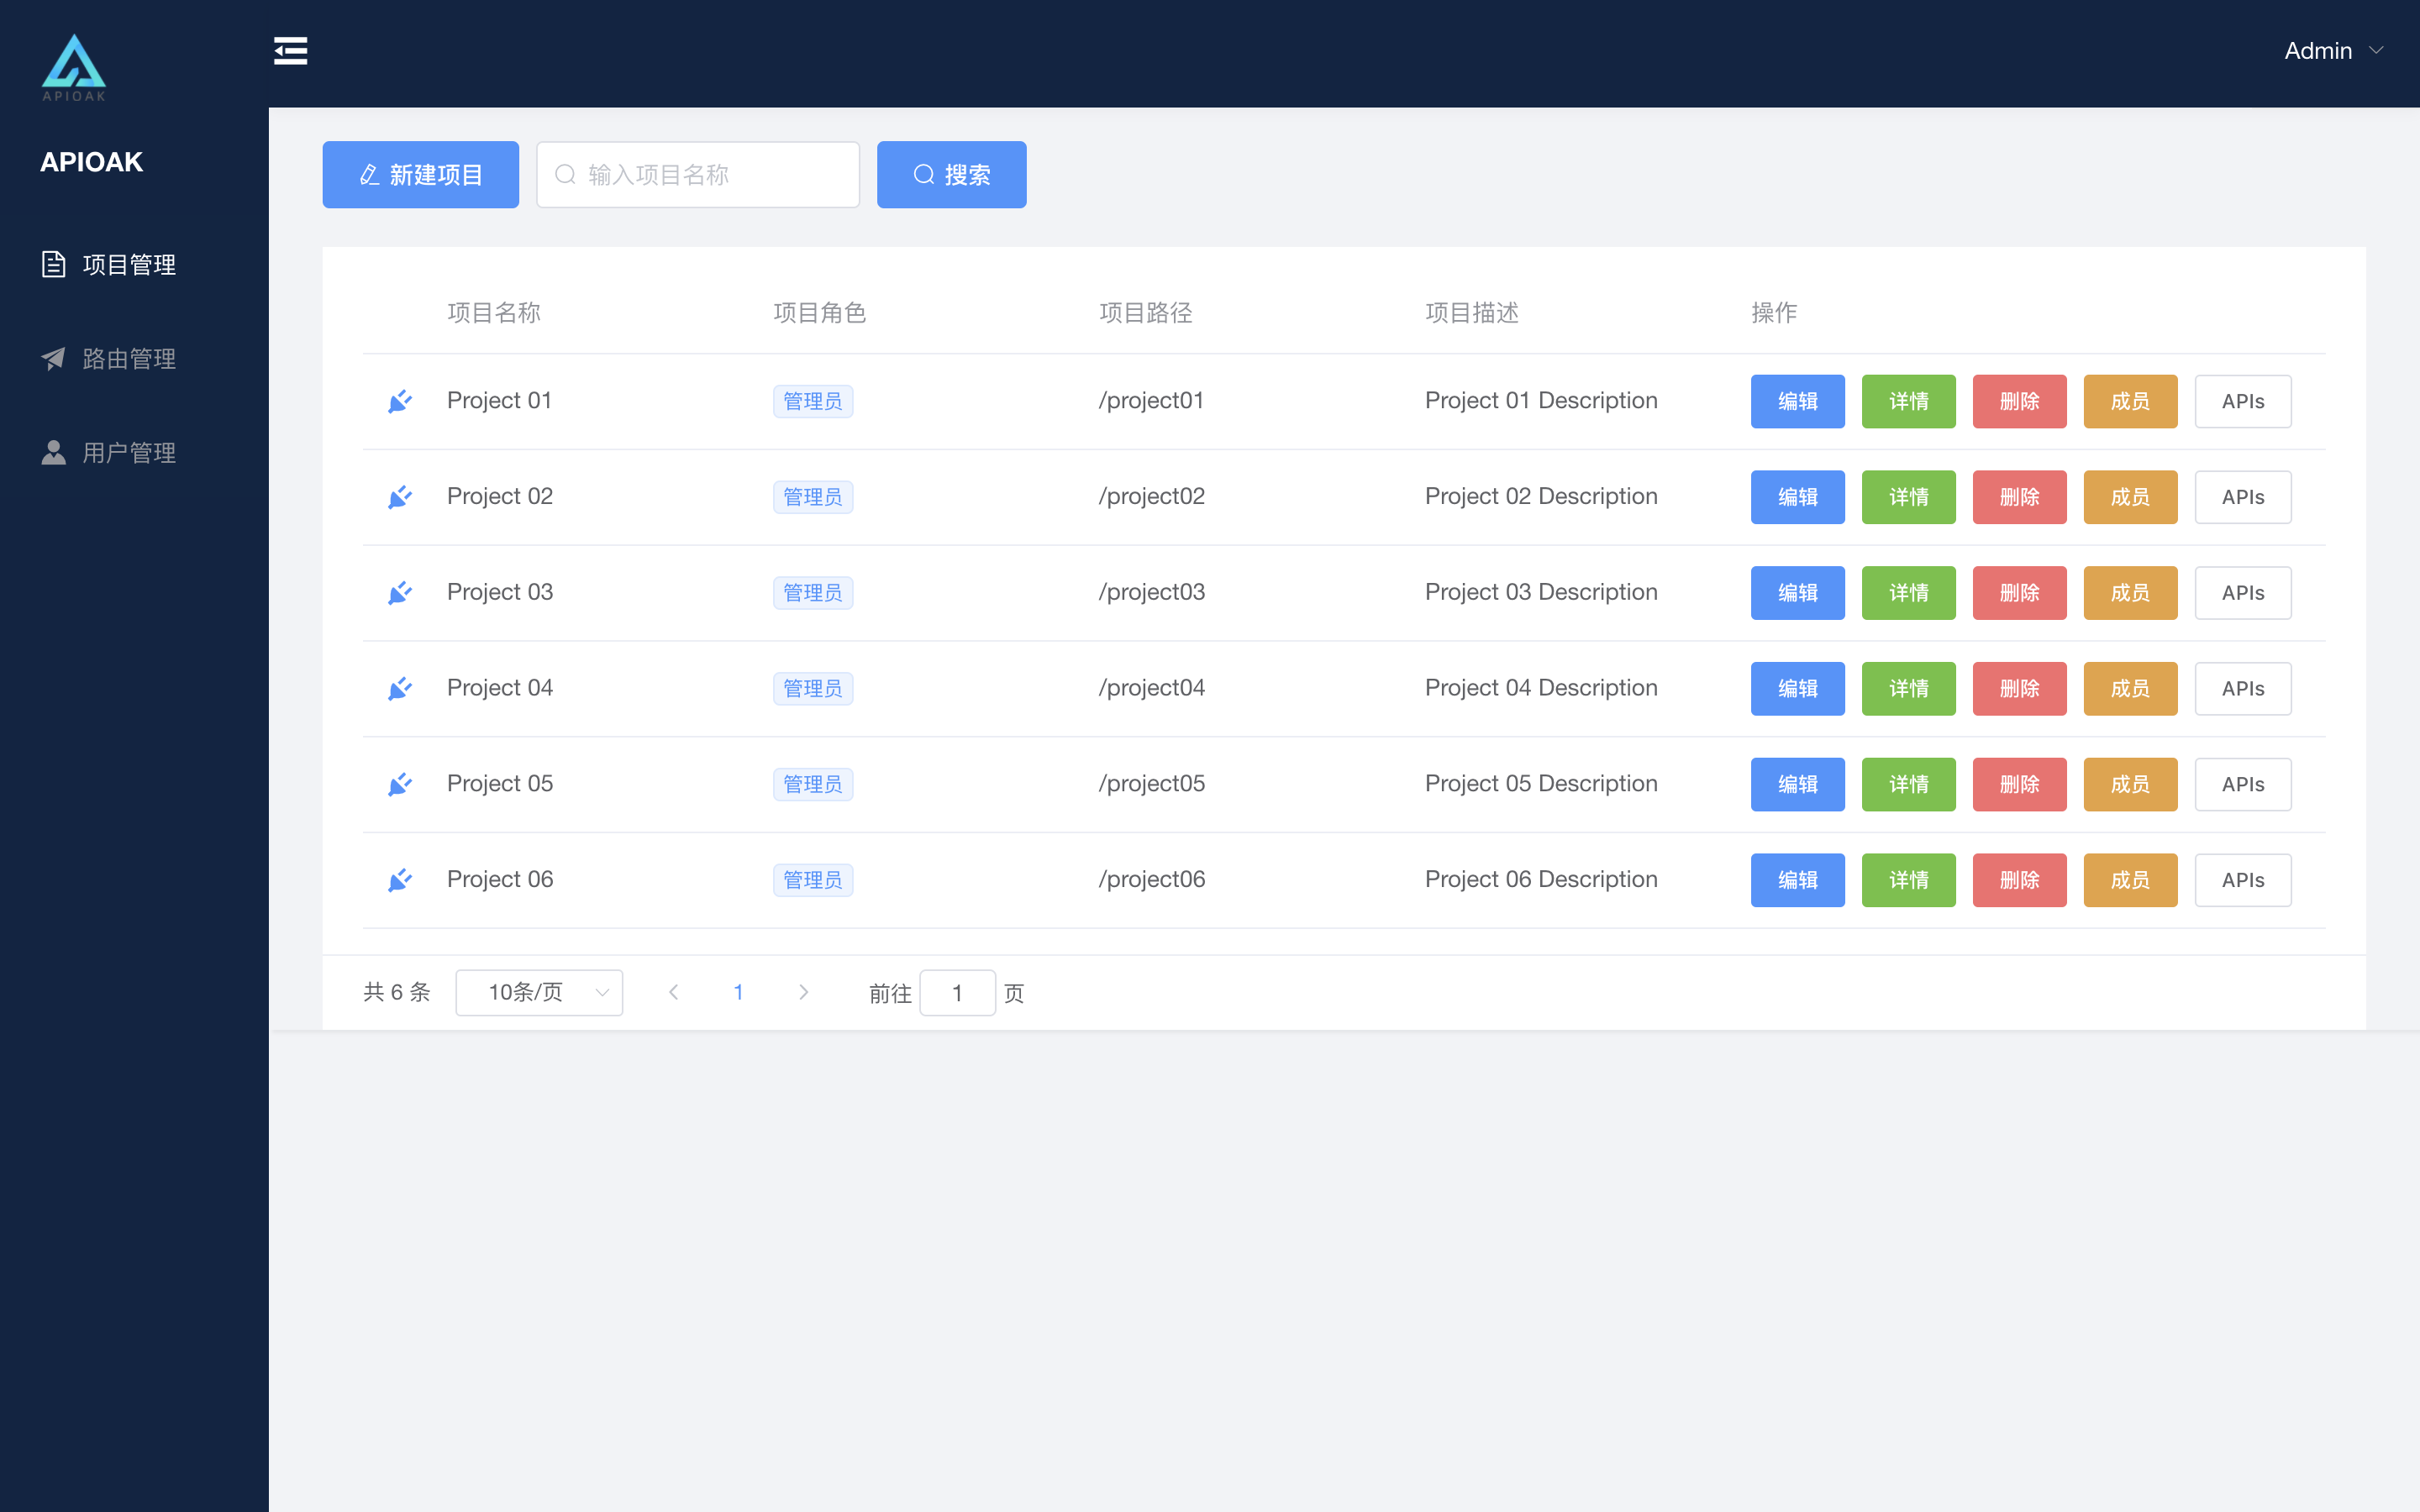 APIOAK
Admin
APIOAK
项目管理
路由管理
用户管理
新建项目 输入项目名称 搜索
项目名称 项目角色 项目路径 项目描述 操作
Project 01 管理员 /project01 Project 01 Description 编辑 详情 删除 成员 APIs
Project 02 管理员 /project02 Project 02 Description 编辑 详情 删除 成员 APIs
Project 03 管理员 /project03 Project 03 Description 编辑 详情 删除 成员 APIs
Project 04 管理员 /project04 Project 04 Description 编辑 详情 删除 成员 APIs
Project 05 管理员 /project05 Project 05 Description 编辑 详情 删除 成员 APIs
Project 06 管理员 /project06 Project 06 Description 编辑 详情 删除 成员 APIs
共 6 条 10条/页 1 前往 1 页